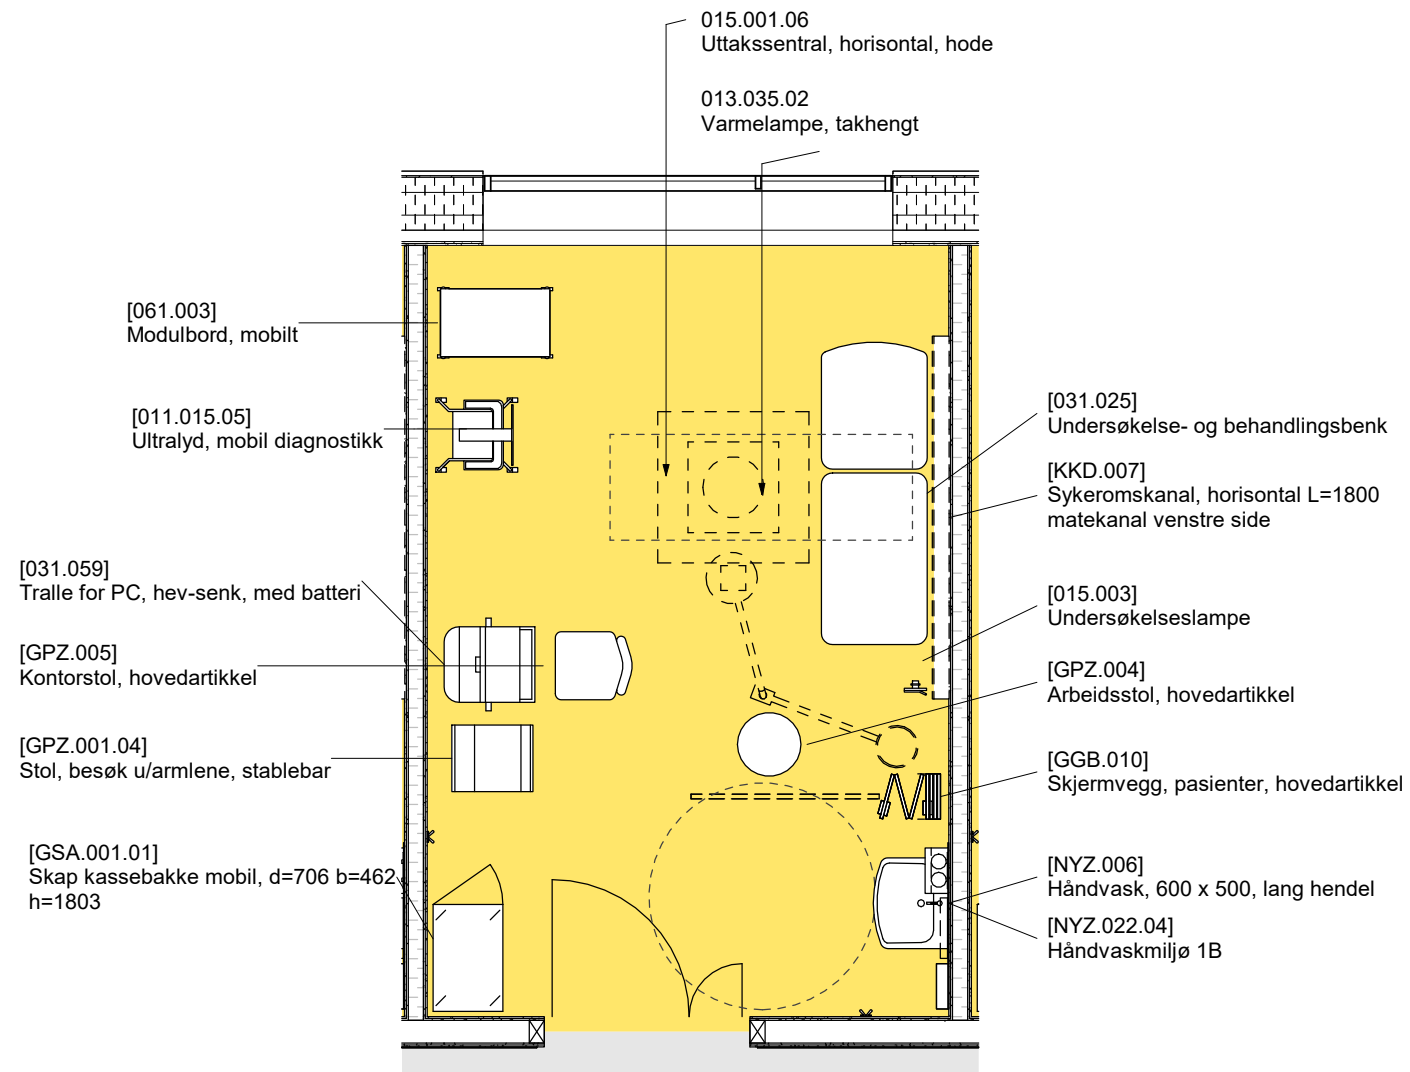 015.001.06
Uttakssentral, horisontal, hode
013.035.02
Varmelampe, takhengt
[061.003]
Modulbord, mobilt
[011.015.05]
Ultralyd, mobil diagnostikk
[031.059]
Tralle for PC, hev-senk, med batteri
[GPZ.005]
Kontorstol, hovedartikkel
[GPZ.001.04]
Stol, besøk u/armlene, stablebar
[GSA.001.01]
Skap kassebakke mobil, d=706 b=462
h=1803
[031.025]
Undersøkelse- og behandlingsbenk
[KKD.007]
Sykeromskanal, horisontal L=1800
matekanal venstre side
[015.003]
Undersøkelseslampe
[GPZ.004]
Arbeidsstol, hovedartikkel
[GGB.010]
Skjermvegg, pasienter, hovedartikkel
[NYZ.006]
Håndvask, 600 x 500, lang hendel
[NYZ.022.04]
Håndvaskmiljø 1B